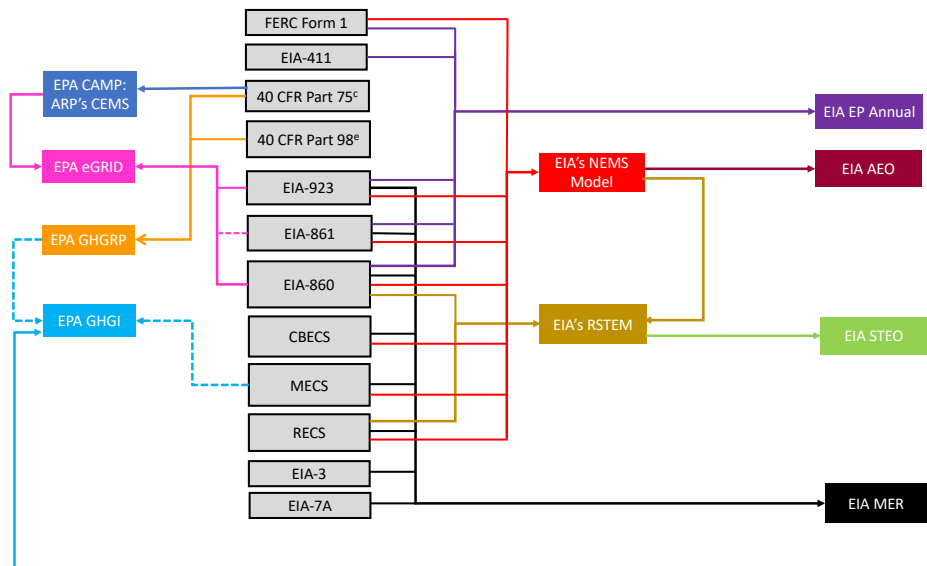 FERC Form 1
EIA-411
EPA CAMP:
ARP's CEMS
40 CFR Part 75ᶜ
EIA EP Annual
40 CFR Part 98ᵉ
EPA eGRID
EIA's NEMS
Model
EIA AEO
EIA-923
EIA-861
EPA GHGRP
EIA-860
EPA GHGI
EIA's RSTEM
EIA STEO
CBECS
MECS
RECS
EIA-3
EIA-7A
EIA MER